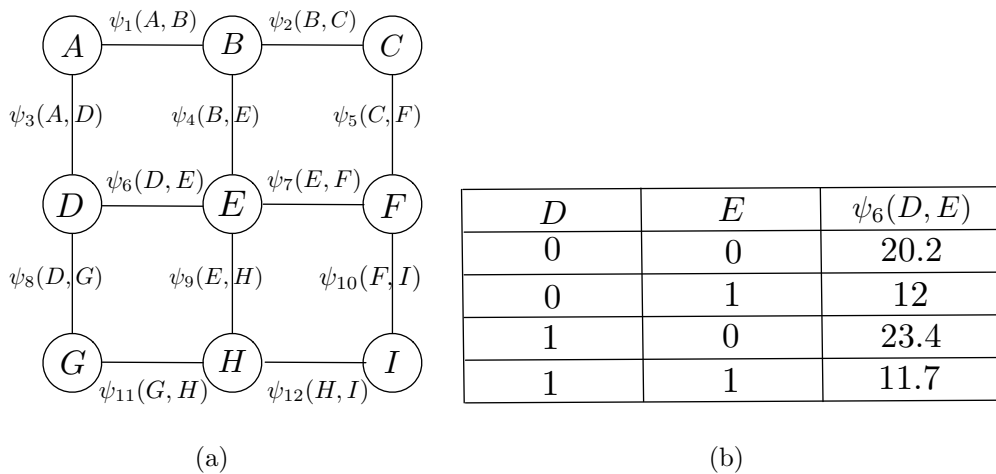 ψ₁(A, B) ψ₂(B, C)
A B C
ψ₃(A, D) ψ₄(B, E) ψ₅(C, F)
ψ₆(D, E) ψ₇(E, F)
D E F
ψ₈(D, G) ψ₉(E, H) ψ₁₀(F, I)
G H I
ψ₁₁(G, H) ψ₁₂(H, I)
(a)
D E ψ₆(D, E)
0 0 20.2
0 1 12
1 0 23.4
1 1 11.7
(b)